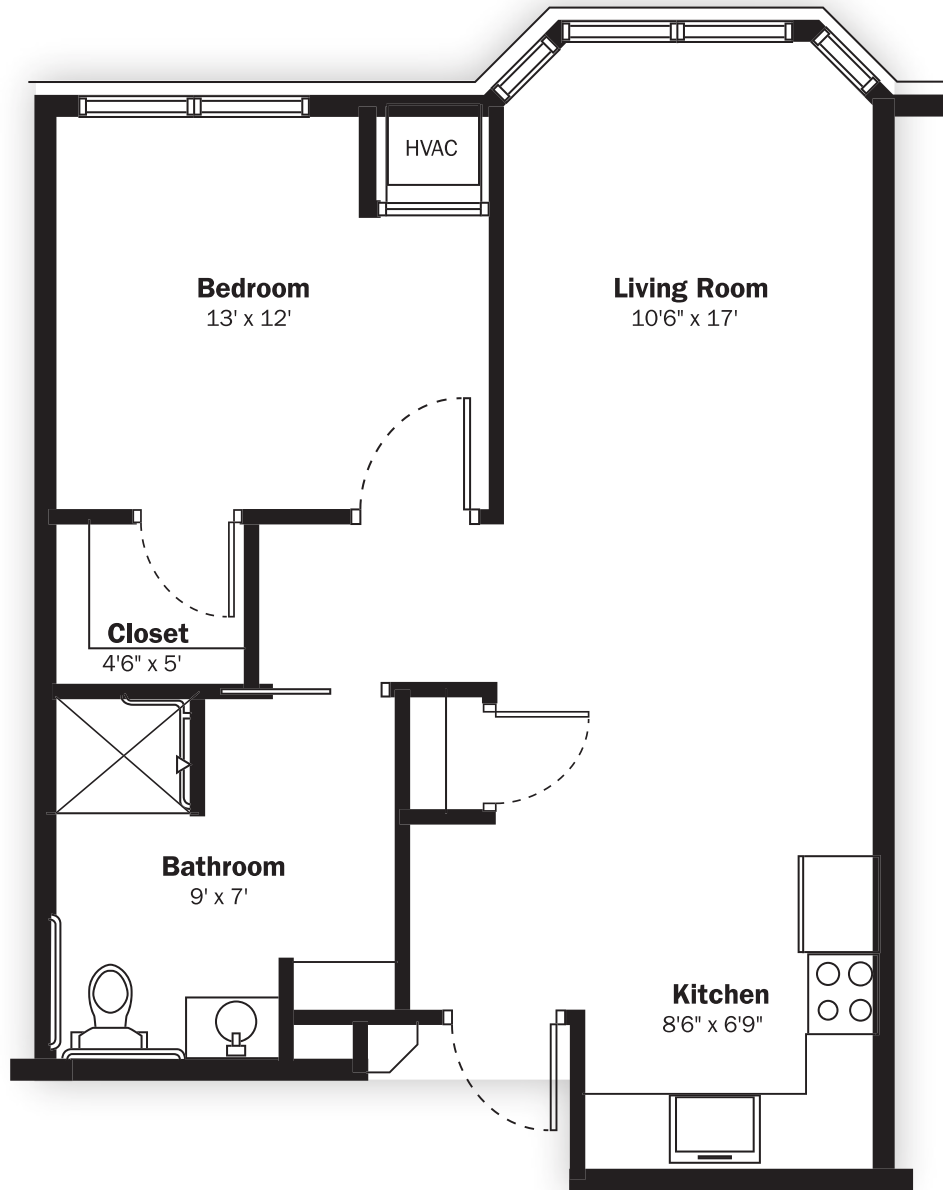 HVAC
Bedroom
13' x 12'
Living Room
10'6" x 17'
Closet
4'6" x 5'
Bathroom
9' x 7'
Kitchen
8'6" x 6'9"